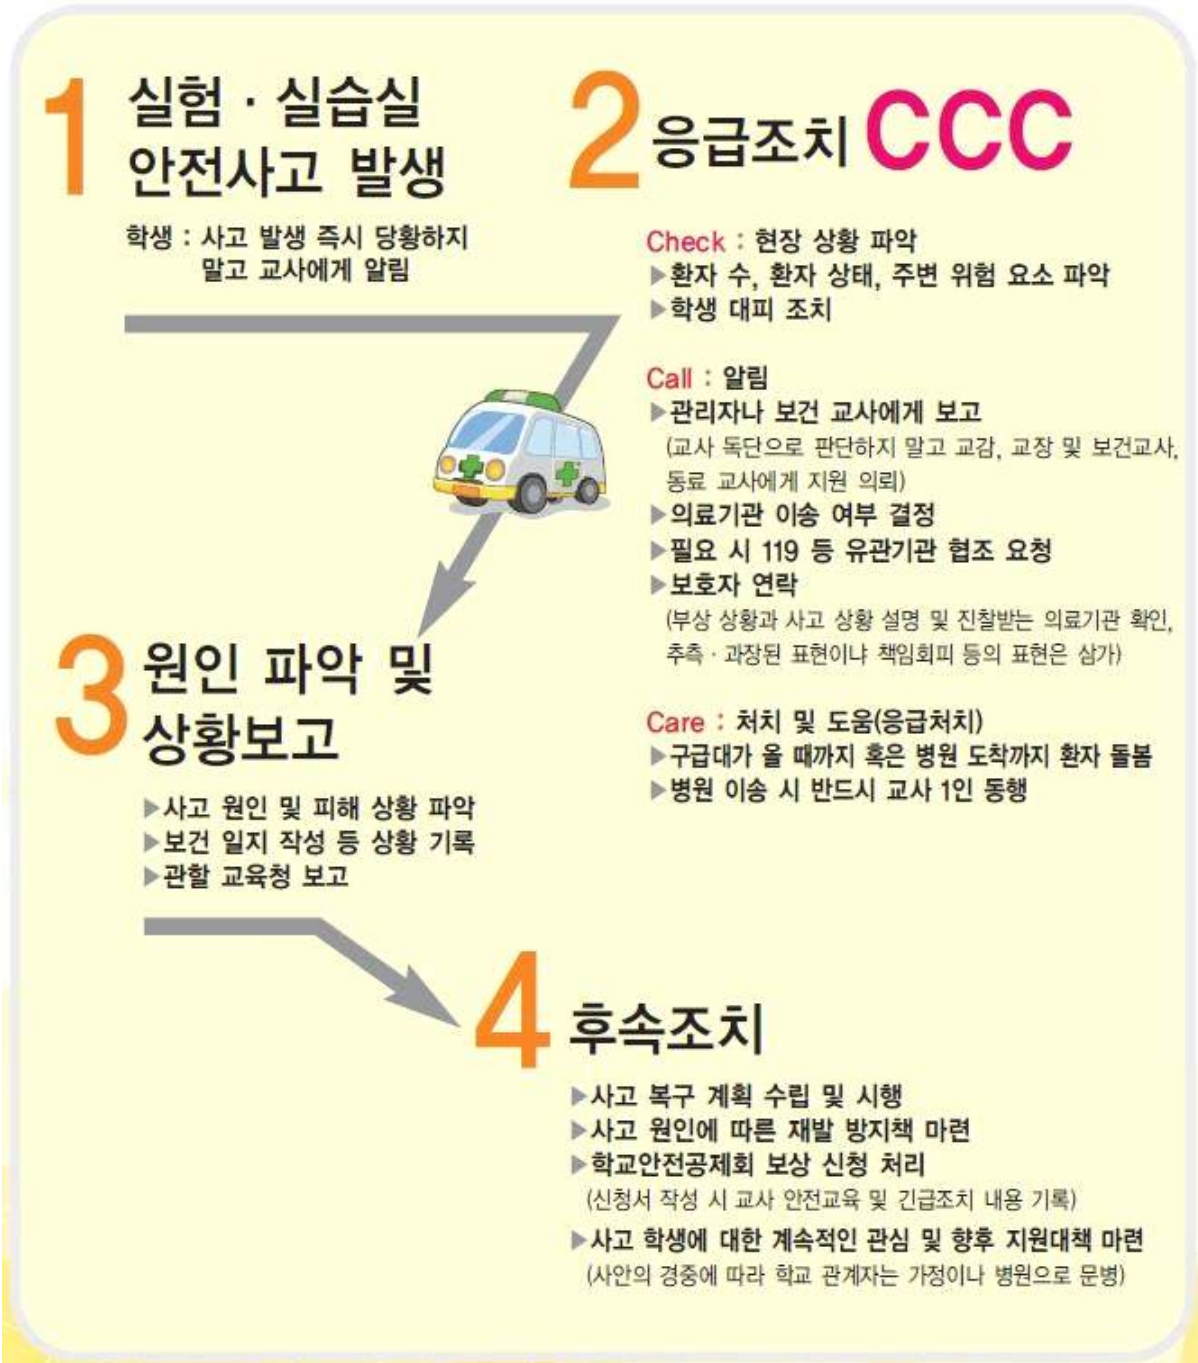 1 실험 · 실습실
안전사고 발생
학생 : 사고 발생 즉시 당황하지
말고 교사에게 알림
2 응급조치 CCC
Check : 현장 상황 파악
▶환자 수, 환자 상태, 주변 위험 요소 파악
▶학생 대피 조치
Call : 알림
▶관리자나 보건 교사에게 보고
(교사 독단으로 판단하지 말고 교감, 교장 및 보건교사,
동료 교사에게 지원 의뢰)
▶의료기관 이송 여부 결정
▶필요 시 119 등 유관기관 협조 요청
▶보호자 연락
(부상 상황과 사고 상황 설명 및 진찰받는 의료기관 확인,
추측 · 과장된 표현이냐 책임회피 등의 표현은 삼가)
Care : 처치 및 도움(응급처치)
▶구급대가 올 때까지 혹은 병원 도착까지 환자 돌봄
▶병원 이송 시 반드시 교사 1인 동행
3 원인 파악 및
상황보고
▶사고 원인 및 피해 상황 파악
▶보건 일지 작성 등 상황 기록
▶관할 교육청 보고
4 후속조치
▶사고 복구 계획 수립 및 시행
▶사고 원인에 따른 재발 방지책 마련
▶학교안전공제회 보상 신청 처리
(신청서 작성 시 교사 안전교육 및 긴급조치 내용 기록)
▶사고 학생에 대한 계속적인 관심 및 향후 지원대책 마련
(사안의 경중에 따라 학교 관계자는 가정이나 병원으로 문병)